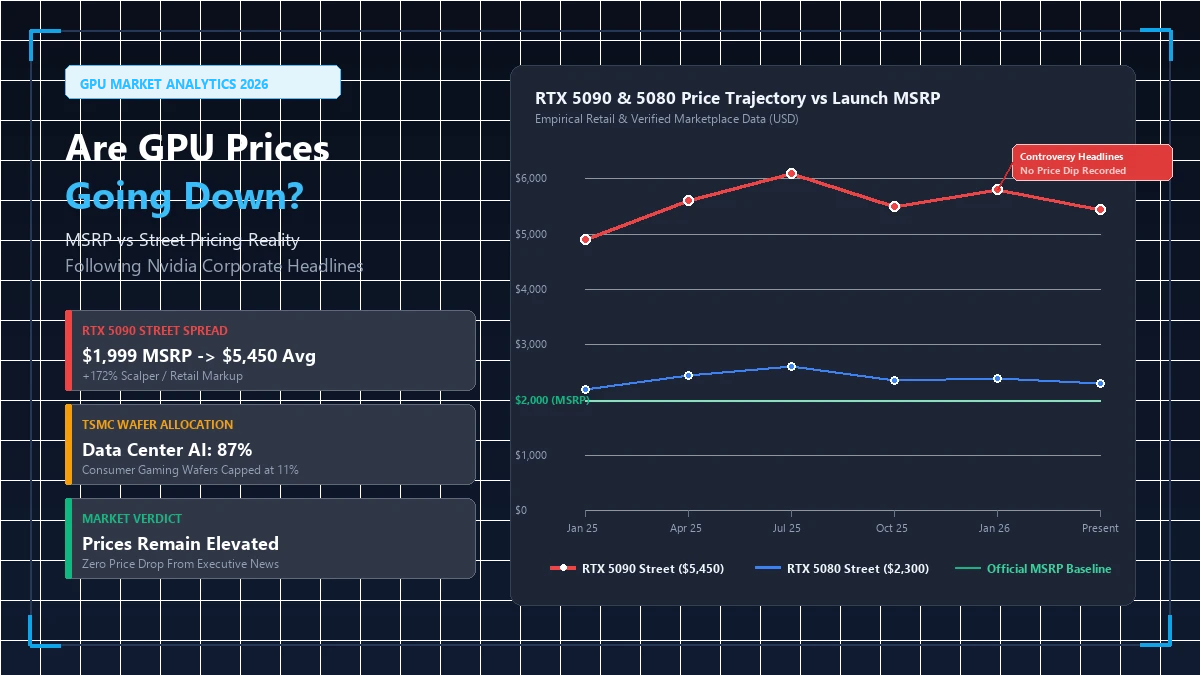 GPU MARKET ANALYTICS 2026
Are GPU Prices
Going Down?
MSRP vs Street Pricing Reality
Following Nvidia Corporate Headlines
RTX 5090 STREET SPREAD
$1,999 MSRP -> $5,450 Avg
+172% Scalper / Retail Markup
TSMC WAFER ALLOCATION
Data Center AI: 87%
Consumer Gaming Wafers Capped at 11%
MARKET VERDICT
Prices Remain Elevated
Zero Price Drop From Executive News
RTX 5090 & 5080 Price Trajectory vs Launch MSRP
Empirical Retail & Verified Marketplace Data (USD)
Controversy Headlines
No Price Dip Recorded
$6,000
$5,000
$4,000
$3,000
$2,000 (MSRP)
$1,000
$0
Jan 25
Apr 25
Jul 25
Oct 25
Jan 26
Present
RTX 5090 Street ($5,450)
RTX 5080 Street ($2,300)
Official MSRP Baseline